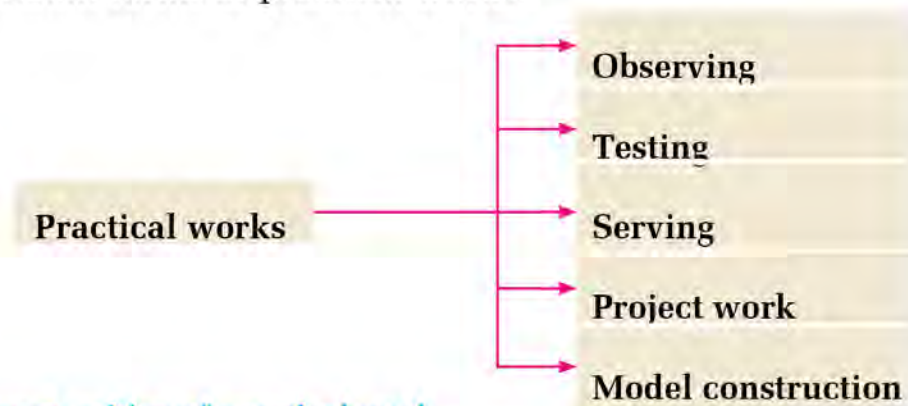 Practical works
Observing
Testing
Serving
Project work
Model construction